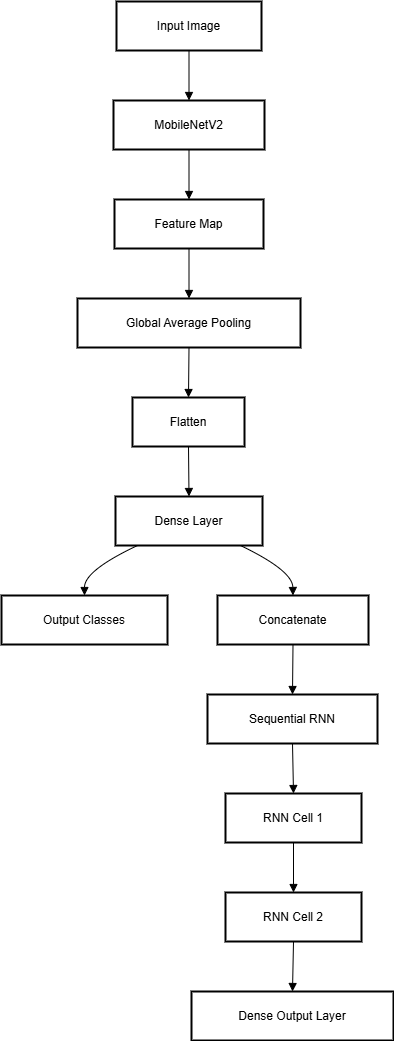 Input Image
MobileNetV2
Feature Map
Global Average Pooling
Flatten
Dense Layer
Output Classes
Concatenate
Sequential RNN
RNN Cell 1
RNN Cell 2
Dense Output Layer